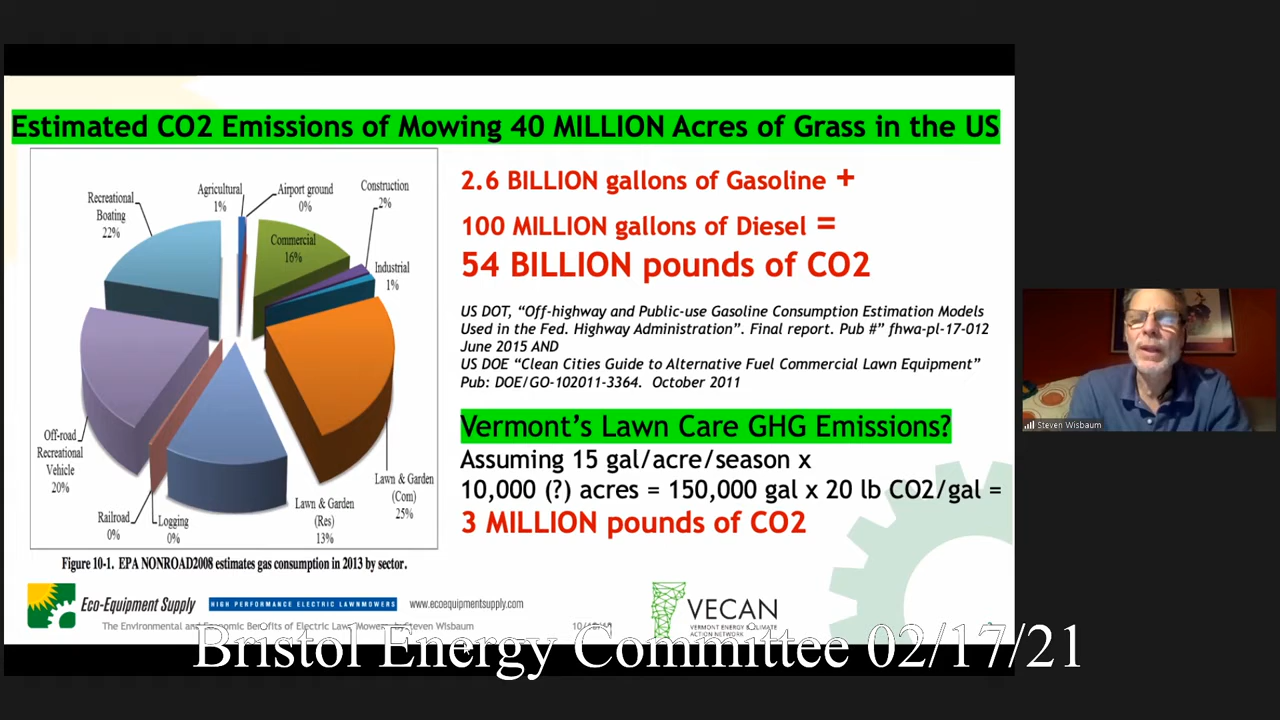 Estimated CO2 Emissions of Mowing 40 MILLION Acres of Grass in the US
Recreational
Boating
22%
Agricultural
1%
Airport ground
0%
Construction
2%
Commercial
16%
Industrial
1%
Off-road
Recreational
Vehicle
20%
Railroad
0%
Logging
0%
Lawn & Garden
(Res)
13%
Lawn & Garden
(Com)
25%
Figure 10-1. EPA NONROAD2008 estimates gas consumption in 2013 by sector.
2.6 BILLION gallons of Gasoline +
100 MILLION gallons of Diesel =
54 BILLION pounds of CO2
US DOT, “Off-highway and Public-use Gasoline Consumption Estimation Models
Used in the Fed. Highway Administration”. Final report. Pub #” fhwa-pl-17-012
June 2015 AND
US DOE “Clean Cities Guide to Alternative Fuel Commercial Lawn Equipment”
Pub: DOE/GO-102011-3364. October 2011
Vermont’s Lawn Care GHG Emissions?
Assuming 15 gal/acre/season x
10,000 (?) acres = 150,000 gal x 20 lb CO2/gal =
3 MILLION pounds of CO2
Steven Wisbaum
Eco-Equipment Supply
HIGH PERFORMANCE ELECTRIC LAWNMOWERS
www.ecoequipmentsupply.com
VECAN
VERMONT ENERGY & CLIMATE
ACTION NETWORK
The Environmental and Economic Benefits of Electric Lawn Mowers by Steven Wisbaum
Bristol Energy Committee 02/17/21